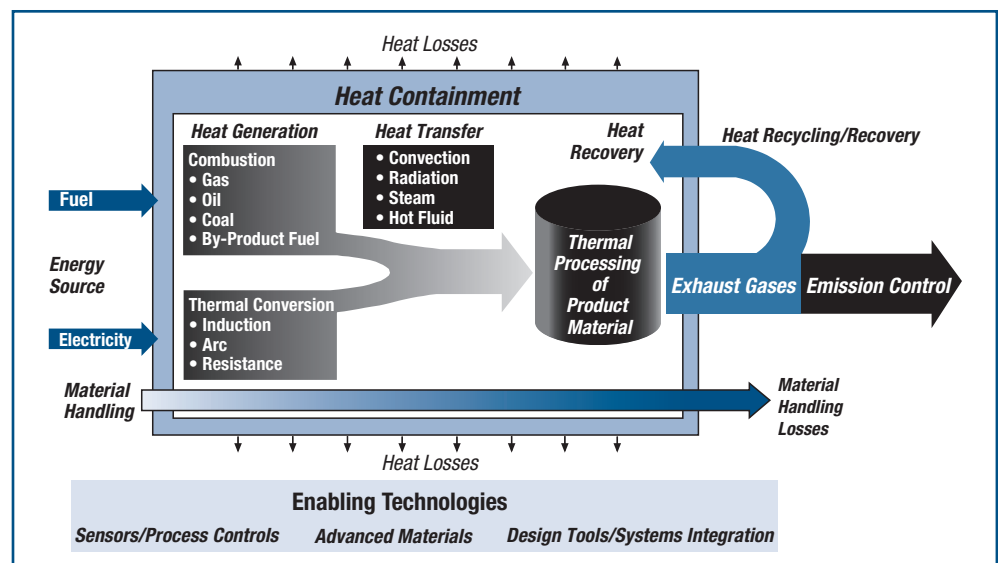 Heat Losses
Heat Containment
Heat Generation
Heat Transfer
Heat
Recovery
Heat Recycling/Recovery
Combustion
• Gas
• Oil
• Coal
• By-Product Fuel
• Convection
• Radiation
• Steam
• Hot Fluid
Fuel
Energy
Source
Electricity
Thermal Conversion
• Induction
• Arc
• Resistance
Thermal
Processing
of
Product
Material
Exhaust Gases
Emission Control
Material
Handling
Material
Handling
Losses
Heat Losses
Enabling Technologies
Sensors/Process Controls
Advanced Materials
Design Tools/Systems Integration